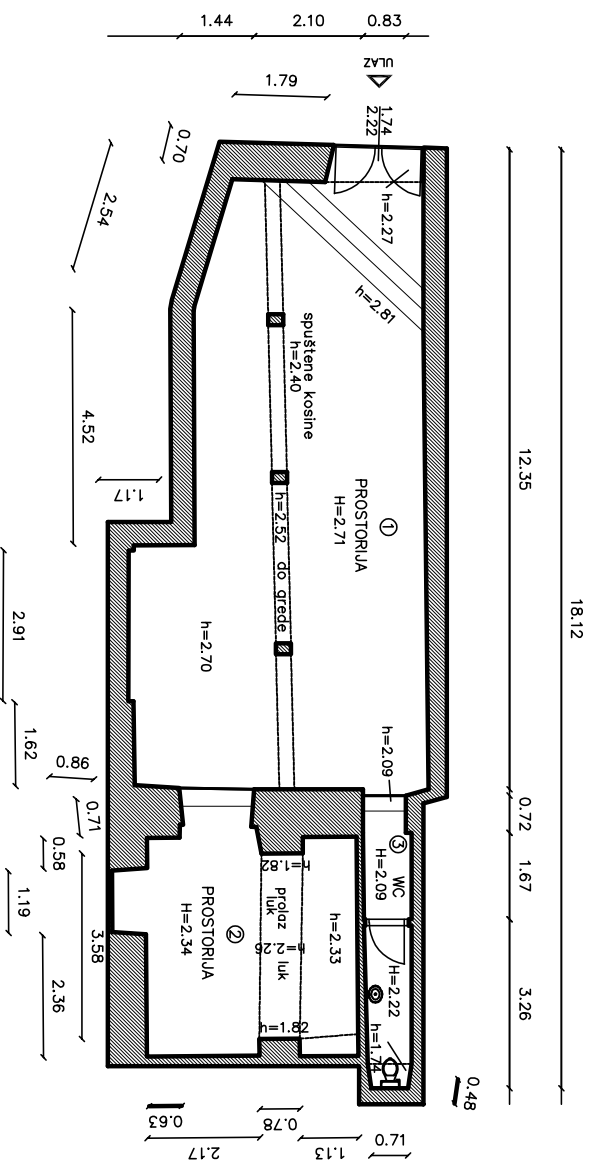 1.44
2.10
0.83
ULAZ
1.79
1.74
2.22
0.70
2.54
h=2.27
h=2.81
spuštene kosine
h=2.40
4.52
1.17
12.35
18.12
1
PROSTORIJA
H=2.71
h=2.52 do grede
h=2.70
2.91
1.62
0.86
h=2.09
0.71
0.72
0.58
3
WC
H=2.09
1.67
1.19
h=1.82
2
PROSTORIJA
H=2.34
prolaz luk
luk
h=2.26
h=2.33
3.58
2.36
H=2.22
3.26
h=1.82
h=1.74
0.48
0.63
0.78
0.71
2.17
1.13